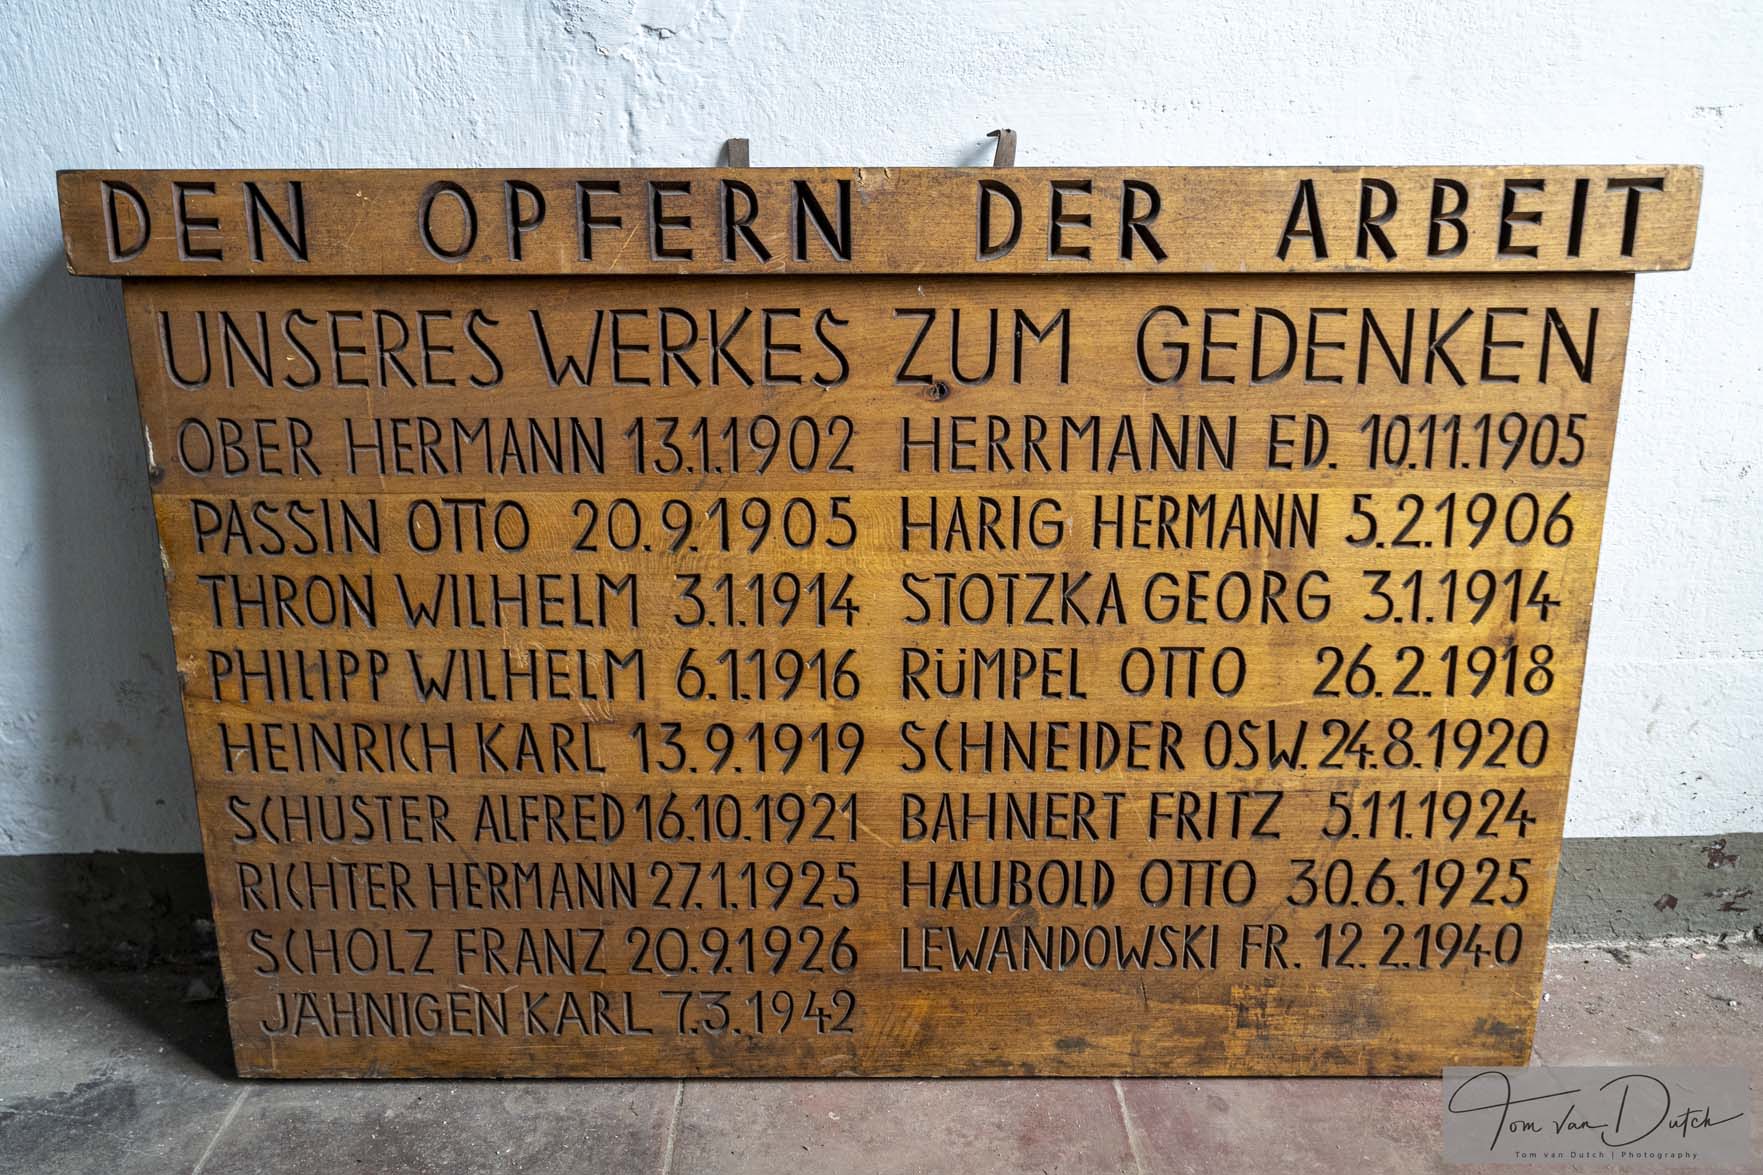 DEN OPFERN DER ARBEIT
UNSERES WERKES ZUM GEDENKEN
OBER HERMANN 13.1.1902 HERRMANN ED. 10.11.1905
PASSIN OTTO 20.9.1905 HARIG HERMANN 5.2.1906
THRON WILHELM 3.1.1914 STOTZKA GEORG 3.1.1914
PHILIPP WILHELM 6.1.1916 RÜMPEL OTTO 26.2.1918
HEINRICH KARL 13.9.1919 SCHNEIDER OSW. 24.8.1920
SCHUSTER ALFRED 16.10.1921 BAHNERT FRITZ 5.11.1924
RICHTER HERMANN 27.1.1925 HAUBOLD OTTO 30.6.1925
SCHOLZ FRANZ 20.9.1926 LEWANDOWSKI FR. 12.2.1940
JÄHNIGEN KARL 7.3.1942
Tom van Dutch
Tom van Dutch | Photography